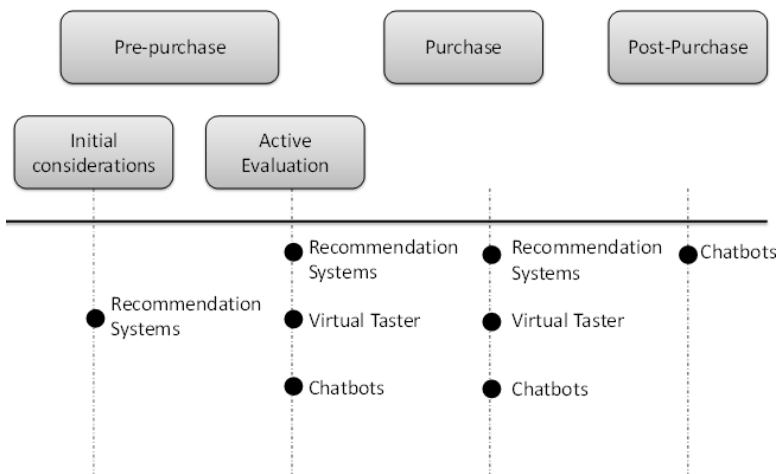 Pre-purchase
Purchase
Post-Purchase
Initial
considerations
Active
Evaluation
Recommendation
Systems
Recommendation
Systems
Virtual Taster
Chatbots
Recommendation
Systems
Virtual Taster
Chatbots
Chatbots